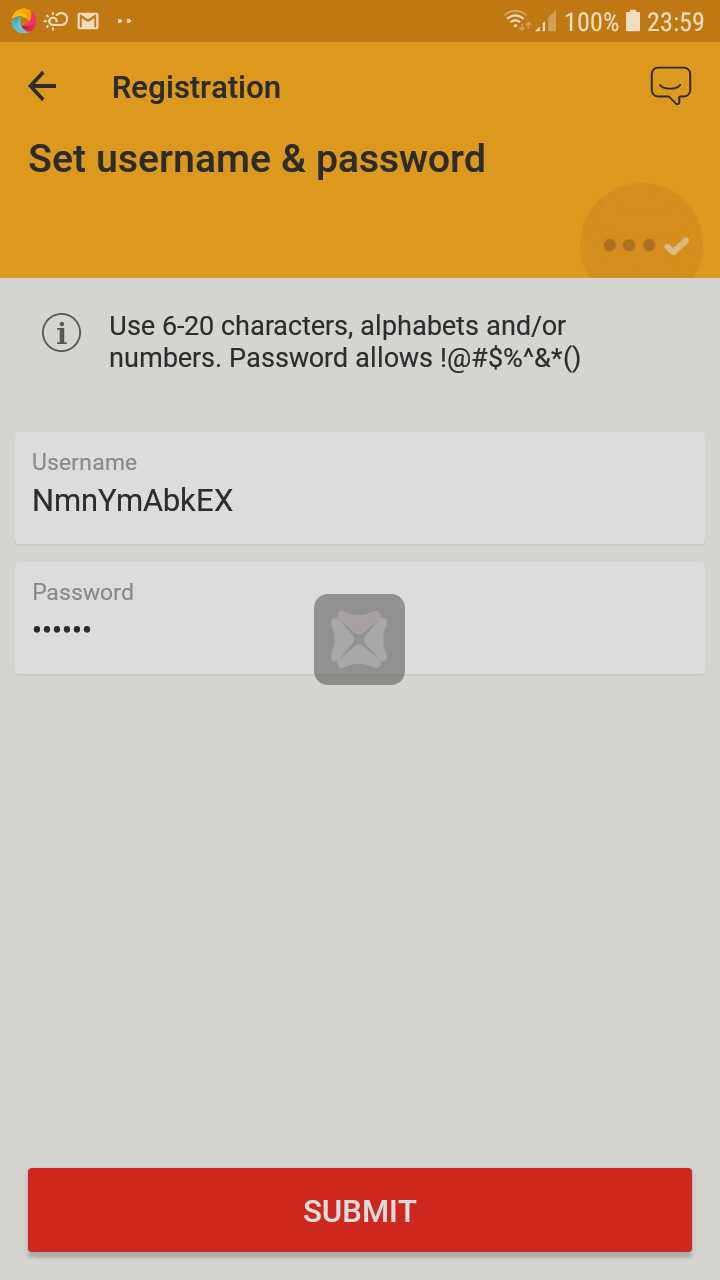 100% 23:59
Registration
Set username & password
Use 6-20 characters, alphabets and/or
numbers. Password allows !@#$%^&*()
Username
NmnYmAbkEX
Password
••••••
SUBMIT